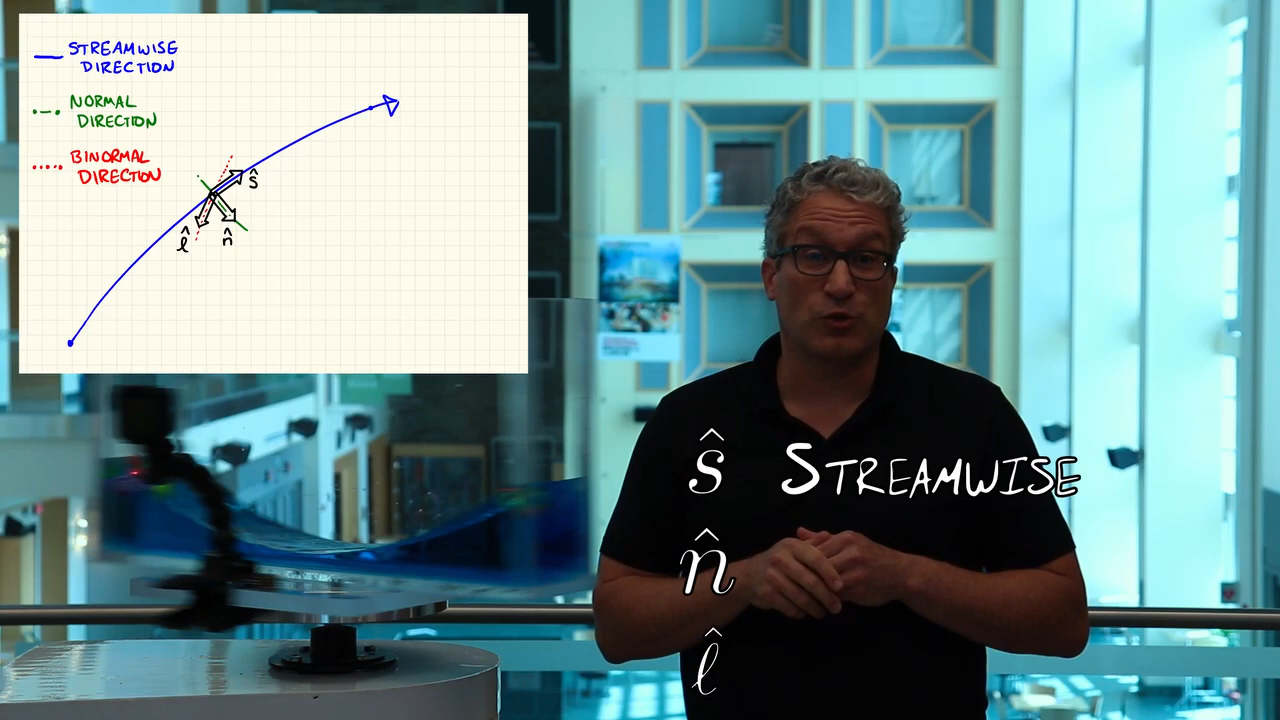 STREAMWISE
DIRECTION
NORMAL
DIRECTION
BINORMAL
DIRECTION
ŝ
n̂
ℓ̂
ŝ STREAMWISE
n̂
ℓ̂